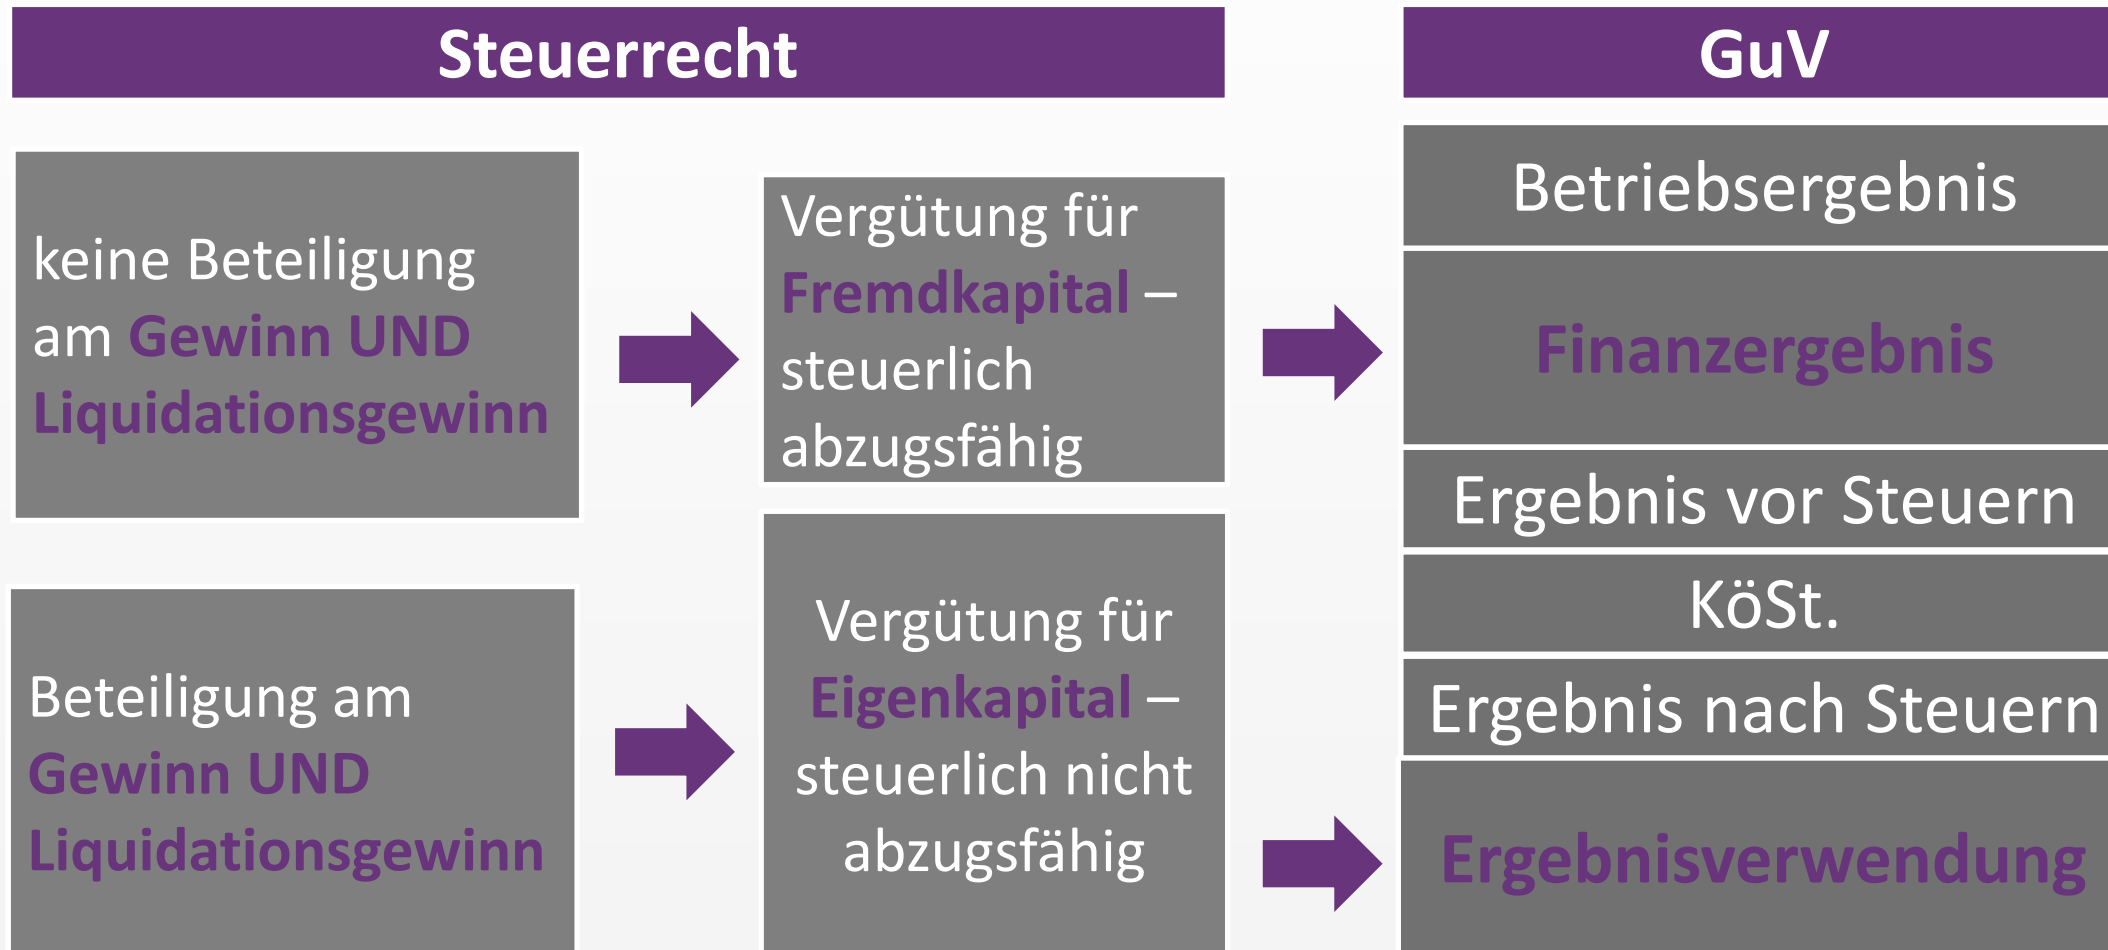 Steuerrecht
keine Beteiligung
am Gewinn UND
Liquidationsgewinn
Vergütung für
Fremdkapital –
steuerlich
abzugsfähig
Beteiligung am
Gewinn UND
Liquidationsgewinn
Vergütung für
Eigenkapital –
steuerlich nicht
abzugsfähig
GuV
Betriebsergebnis
Finanzergebnis
Ergebnis vor Steuern
KöSt.
Ergebnis nach Steuern
Ergebnisverwendung